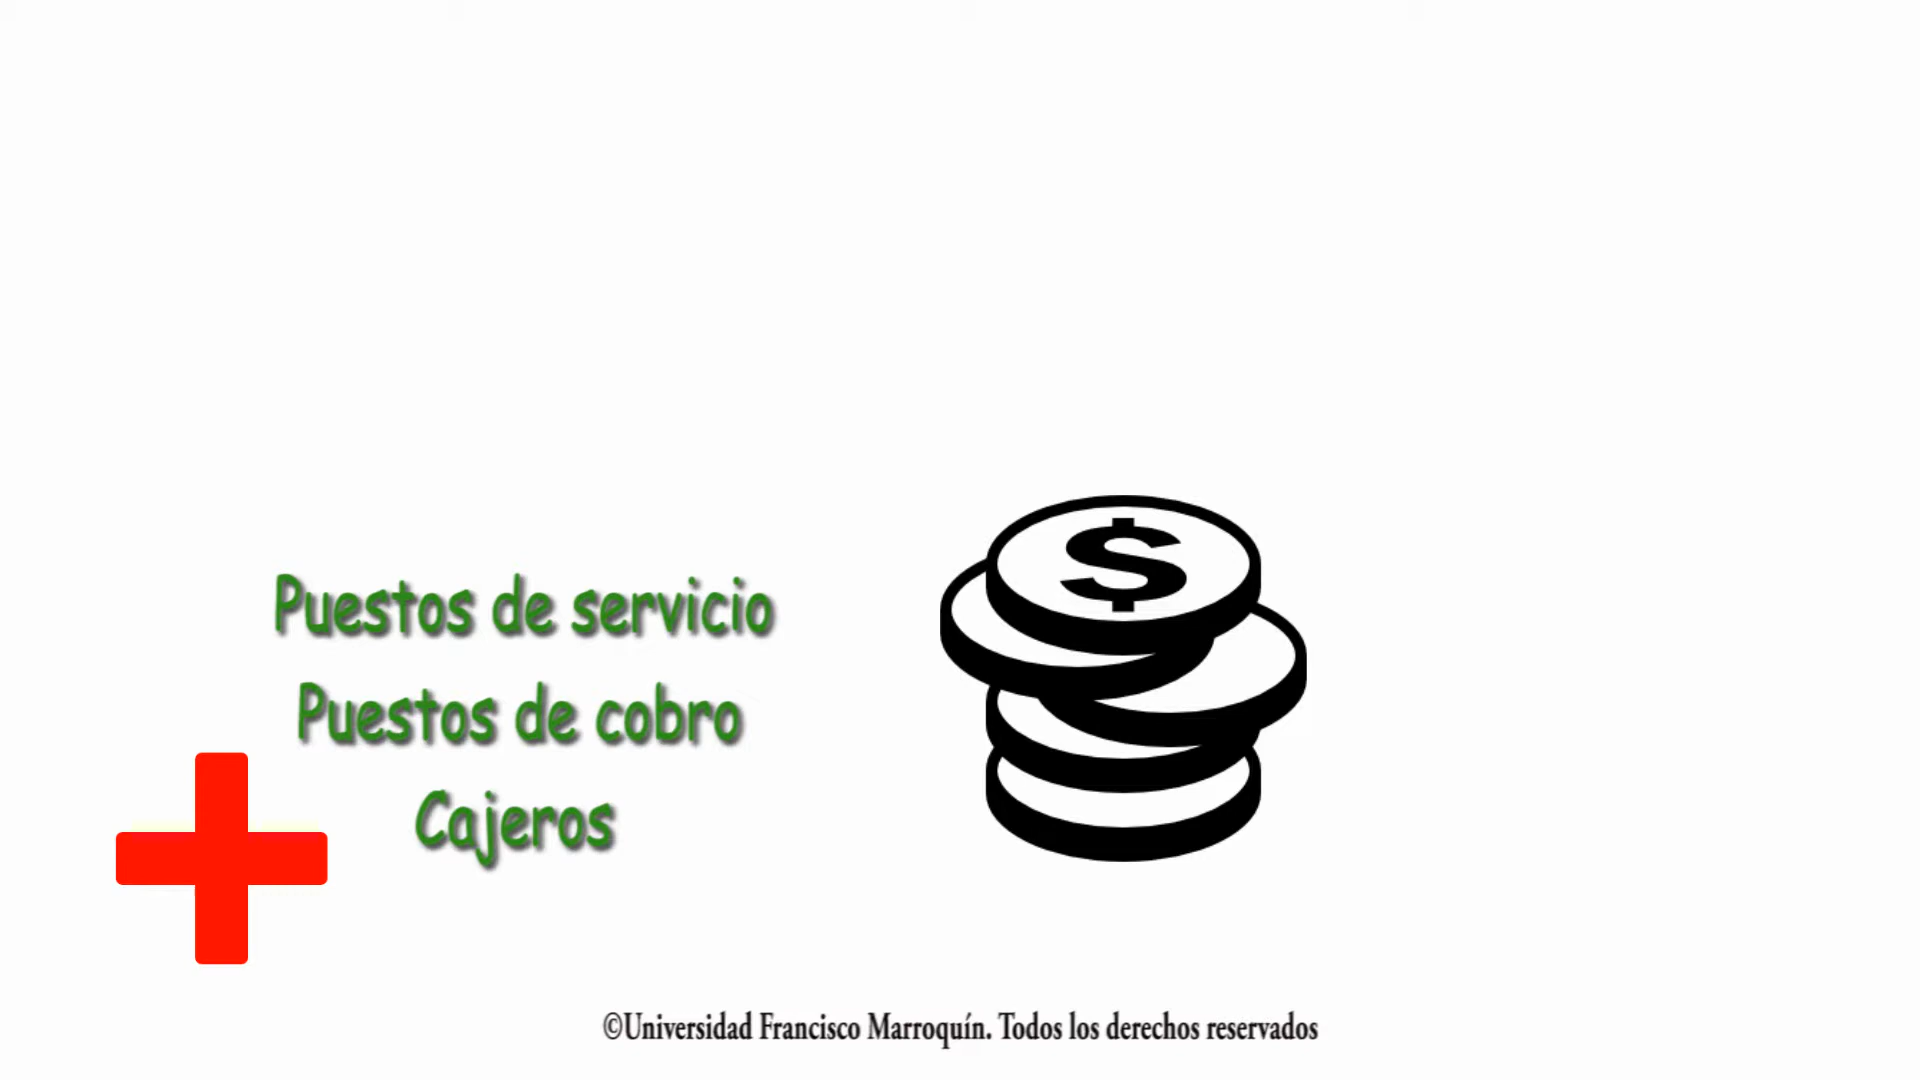 $
Puestos de servicio
Puestos de cobro
Cajeros
©Universidad Francisco Marroquín. Todos los derechos reservados